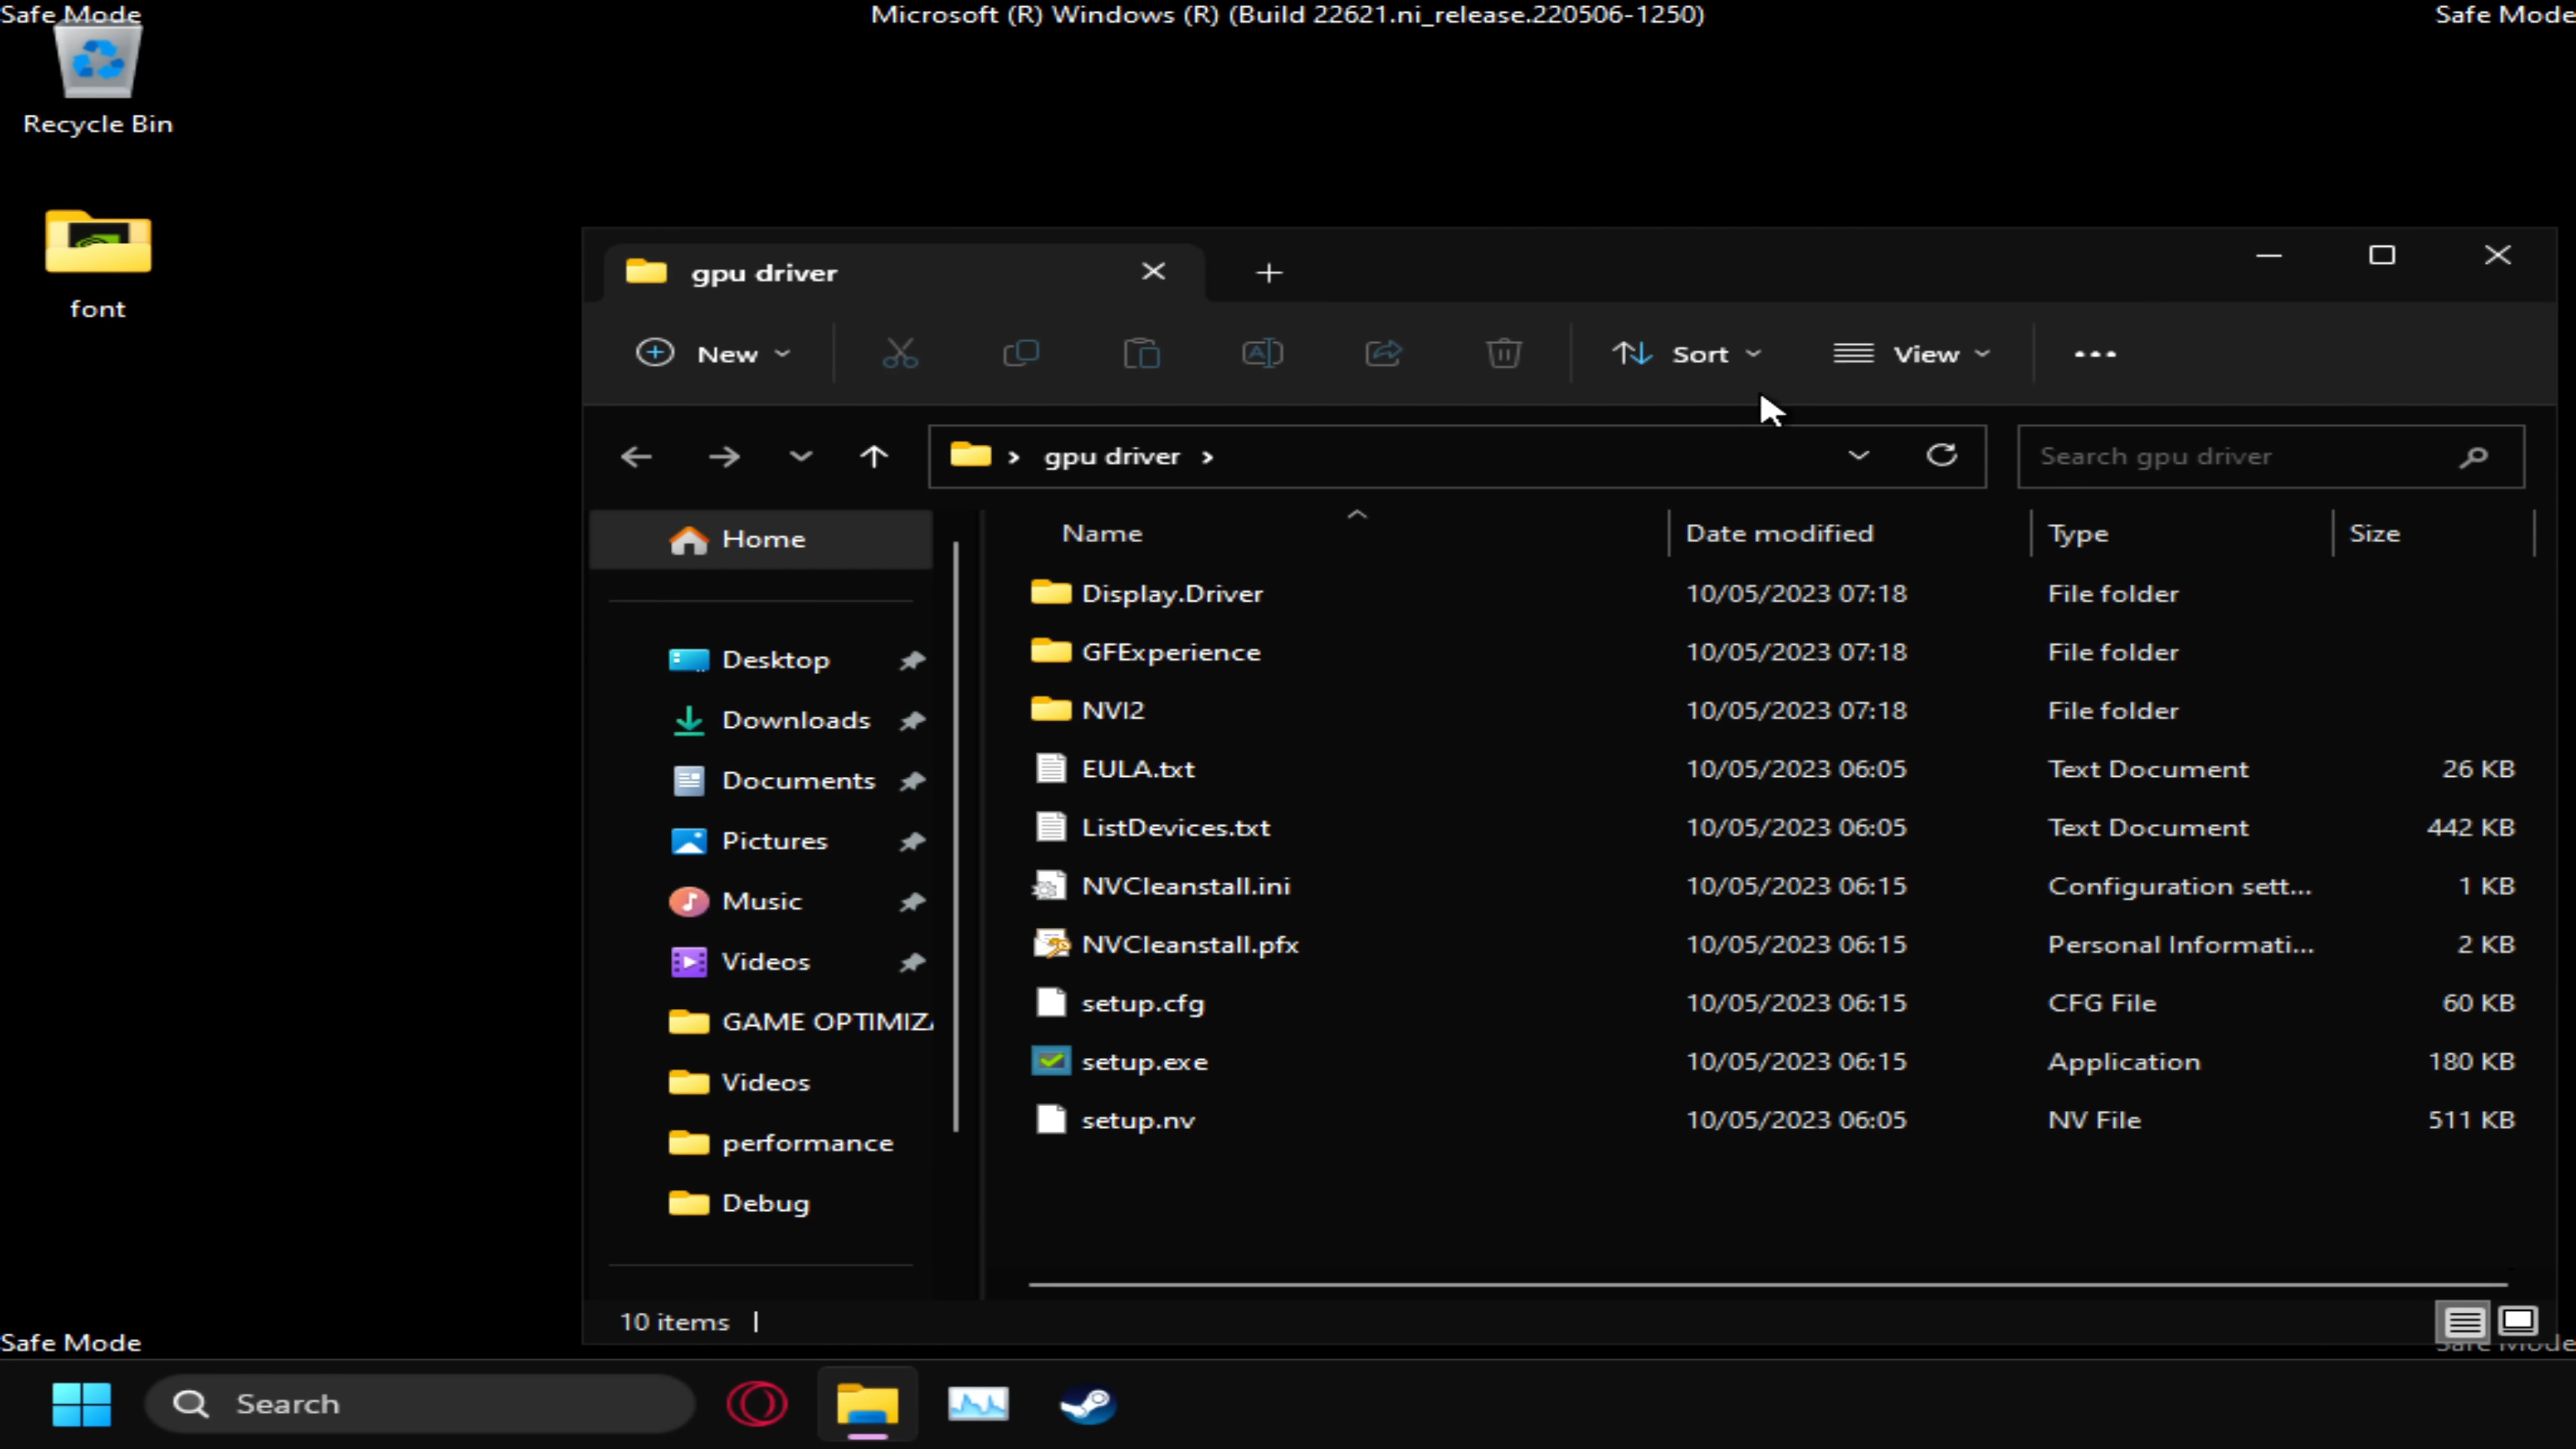 Safe Mode
Microsoft (R) Windows (R) (Build 22621.ni_release.220506-1250)
Safe Mode
Recycle Bin
font
gpu driver
New
Sort
View
gpu driver
Search gpu driver
Home
Desktop
Downloads
Documents
Pictures
Music
Videos
GAME OPTIMIZA
Videos
performance
Debug
Name Date modified Type Size
Display.Driver 10/05/2023 07:18 File folder
GFExperience 10/05/2023 07:18 File folder
NVI2 10/05/2023 07:18 File folder
EULA.txt 10/05/2023 06:05 Text Document 26 KB
ListDevices.txt 10/05/2023 06:05 Text Document 442 KB
NVCleanstall.ini 10/05/2023 06:15 Configuration sett... 1 KB
NVCleanstall.pfx 10/05/2023 06:15 Personal Informati... 2 KB
setup.cfg 10/05/2023 06:15 CFG File 60 KB
setup.exe 10/05/2023 06:15 Application 180 KB
setup.nv 10/05/2023 06:05 NV File 511 KB
10 items
Safe Mode
Safe Mode
Search